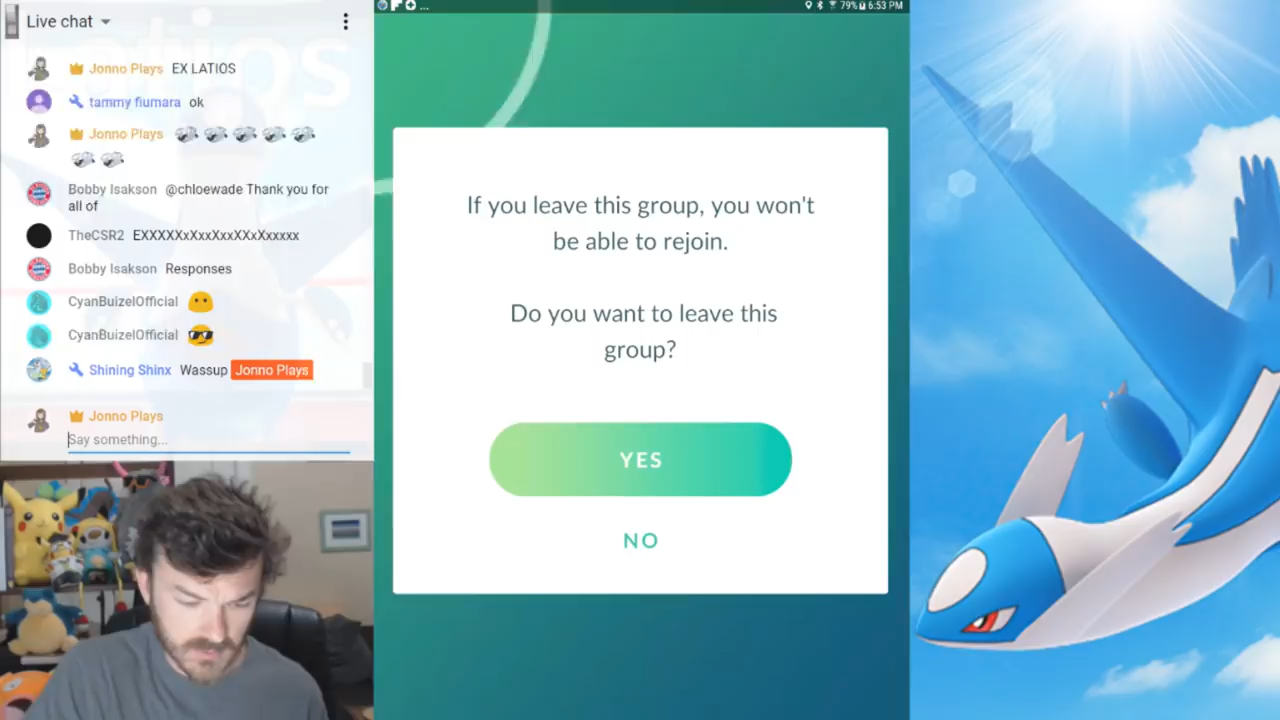 Live chat
Jonno Plays EX LATIOS
tammy fiumara ok
Jonno Plays
Bobby Isakson @chloewade Thank you for
all of
TheCSR2 EXXXXXxXxxXxxXXxXxxxxx
Bobby Isakson Responses
CyanBuizelOfficial
CyanBuizelOfficial
Shining Shinx Wassup Jonno Plays
Jonno Plays
Say something...
...
79% 6:53 PM
If you leave this group, you won't
be able to rejoin.
Do you want to leave this
group?
YES
NO